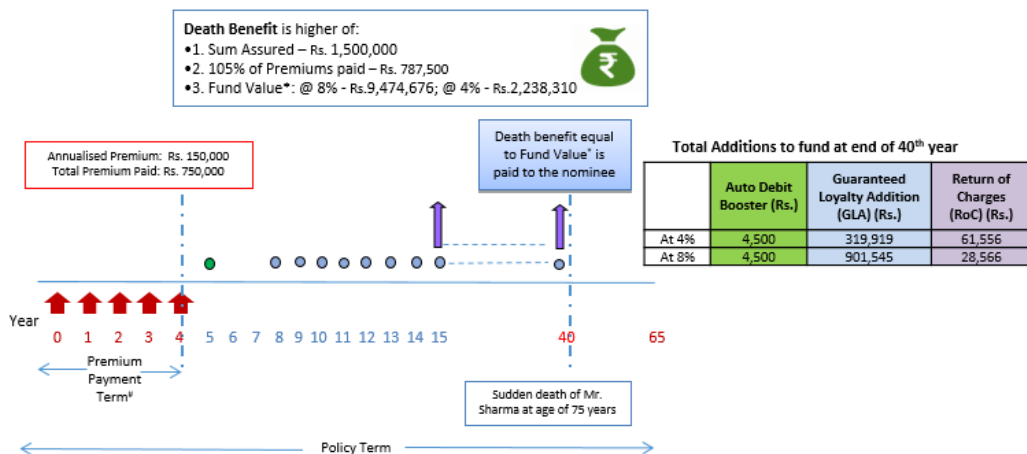 Death Benefit is higher of:
•1. Sum Assured – Rs. 1,500,000
•2. 105% of Premiums paid – Rs. 787,500
•3. Fund Value*: @ 8% - Rs.9,474,676; @ 4% - Rs.2,238,310
₹
Annualised Premium: Rs. 150,000
Total Premium Paid: Rs. 750,000
Death benefit equal
to Fund Value* is
paid to the nominee
Total Additions to fund at end of 40th year
Auto Debit Booster (Rs.) Guaranteed Loyalty Addition (GLA) (Rs.) Return of Charges (RoC) (Rs.)
At 4% 4,500 319,919 61,556
At 8% 4,500 901,545 28,566
Year 0 1 2 3 4 5 6 7 8 9 10 11 12 13 14 15 40 65
Premium
Payment
Term#
Sudden death of Mr.
Sharma at age of 75 years
Policy Term